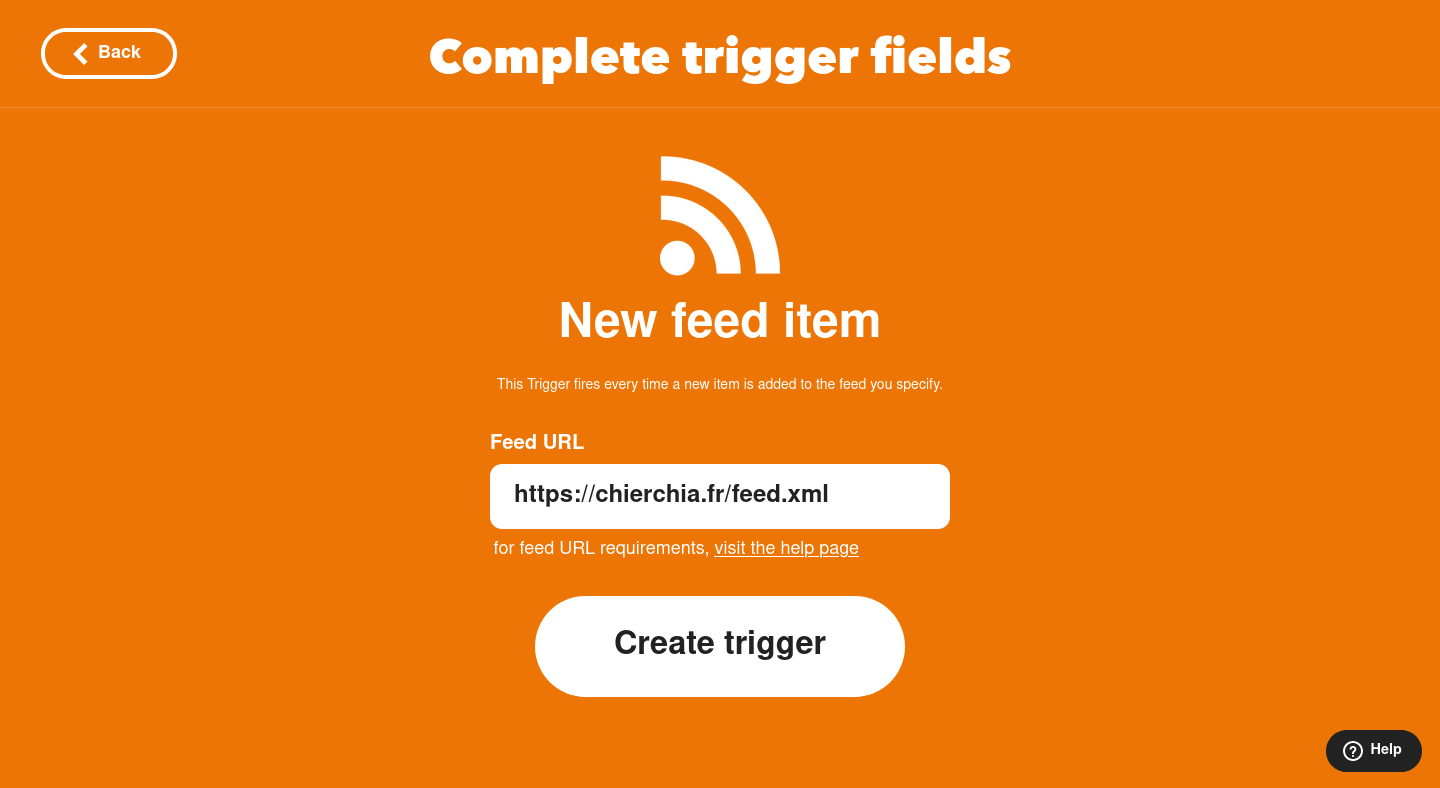 Back
Complete trigger fields
New feed item
This Trigger fires every time a new item is added to the feed you specify.
Feed URL
https://chierchia.fr/feed.xml
for feed URL requirements, visit the help page
Create trigger
Help